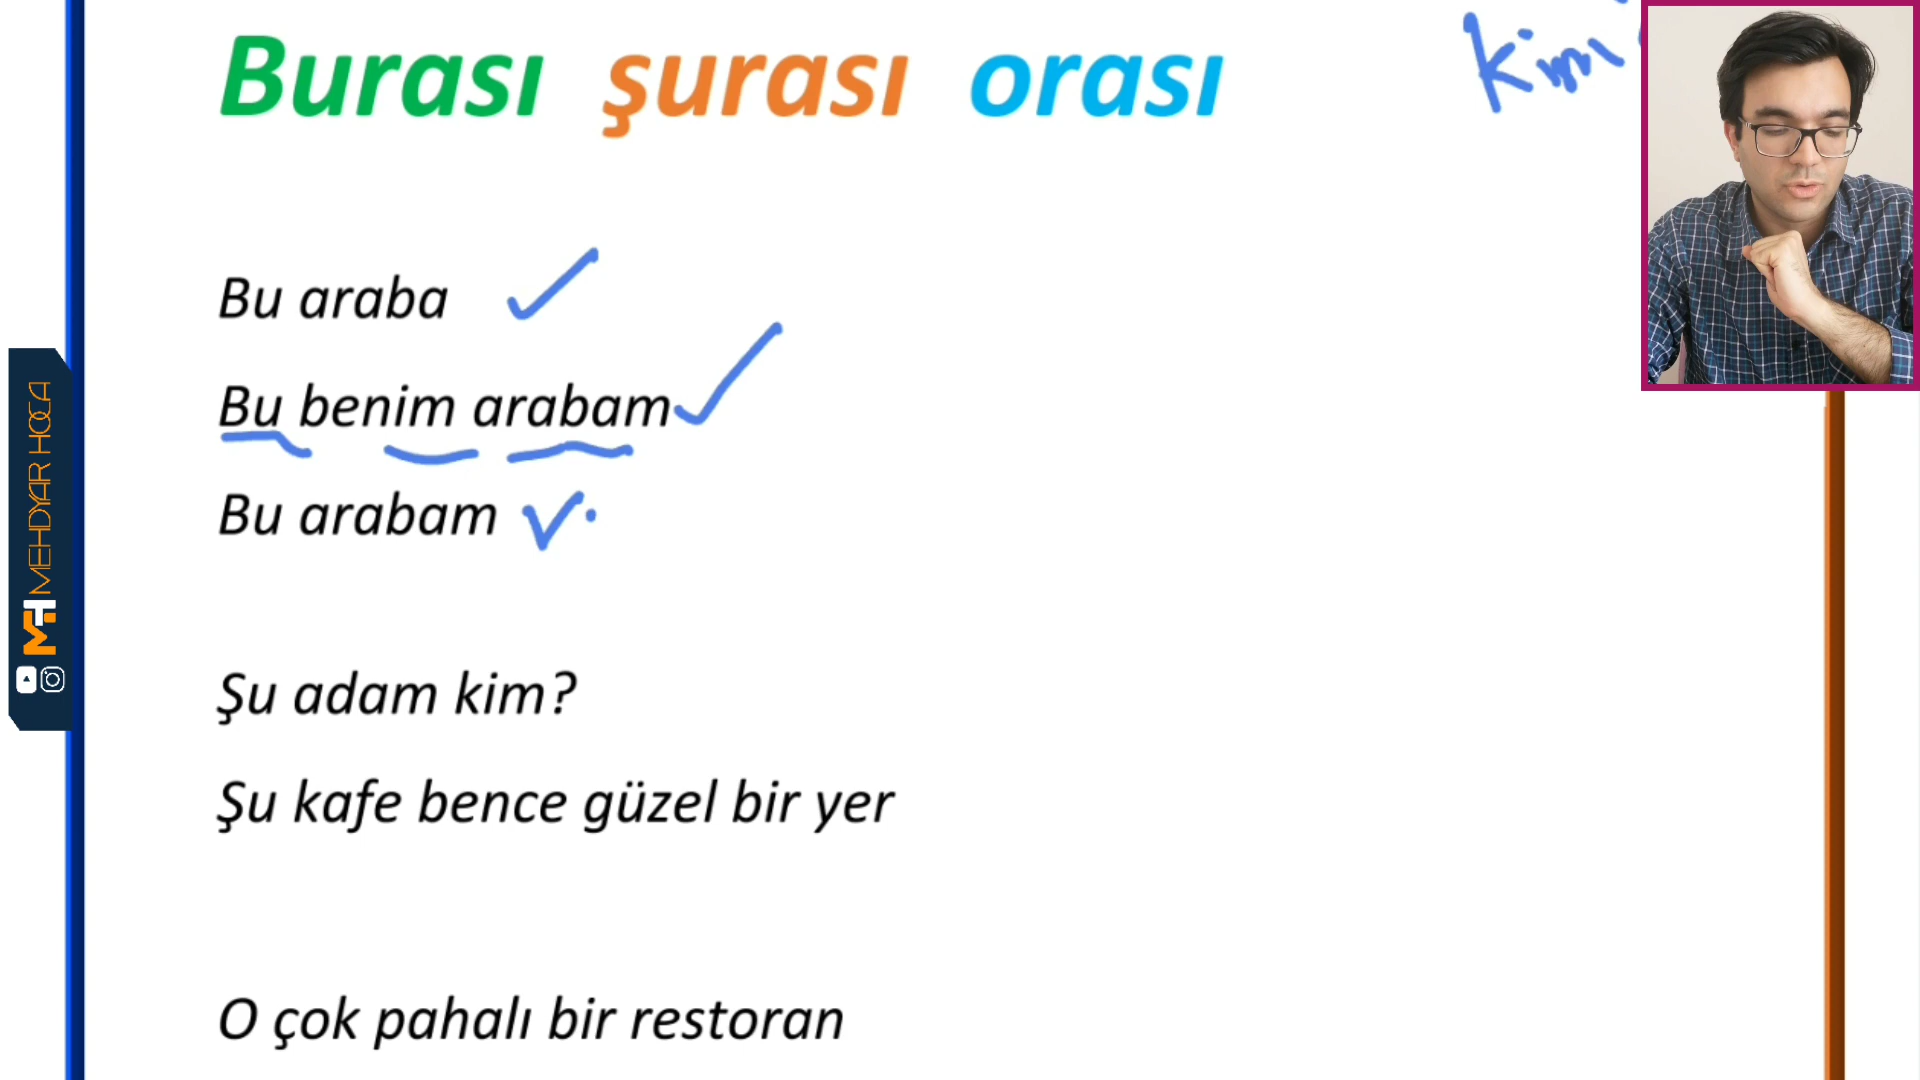 Burası şurası orası
kim
Bu araba
Bu benim arabam
Bu arabam
Şu adam kim?
Şu kafe bence güzel bir yer
O çok pahalı bir restoran
MEHDYAR HOCA